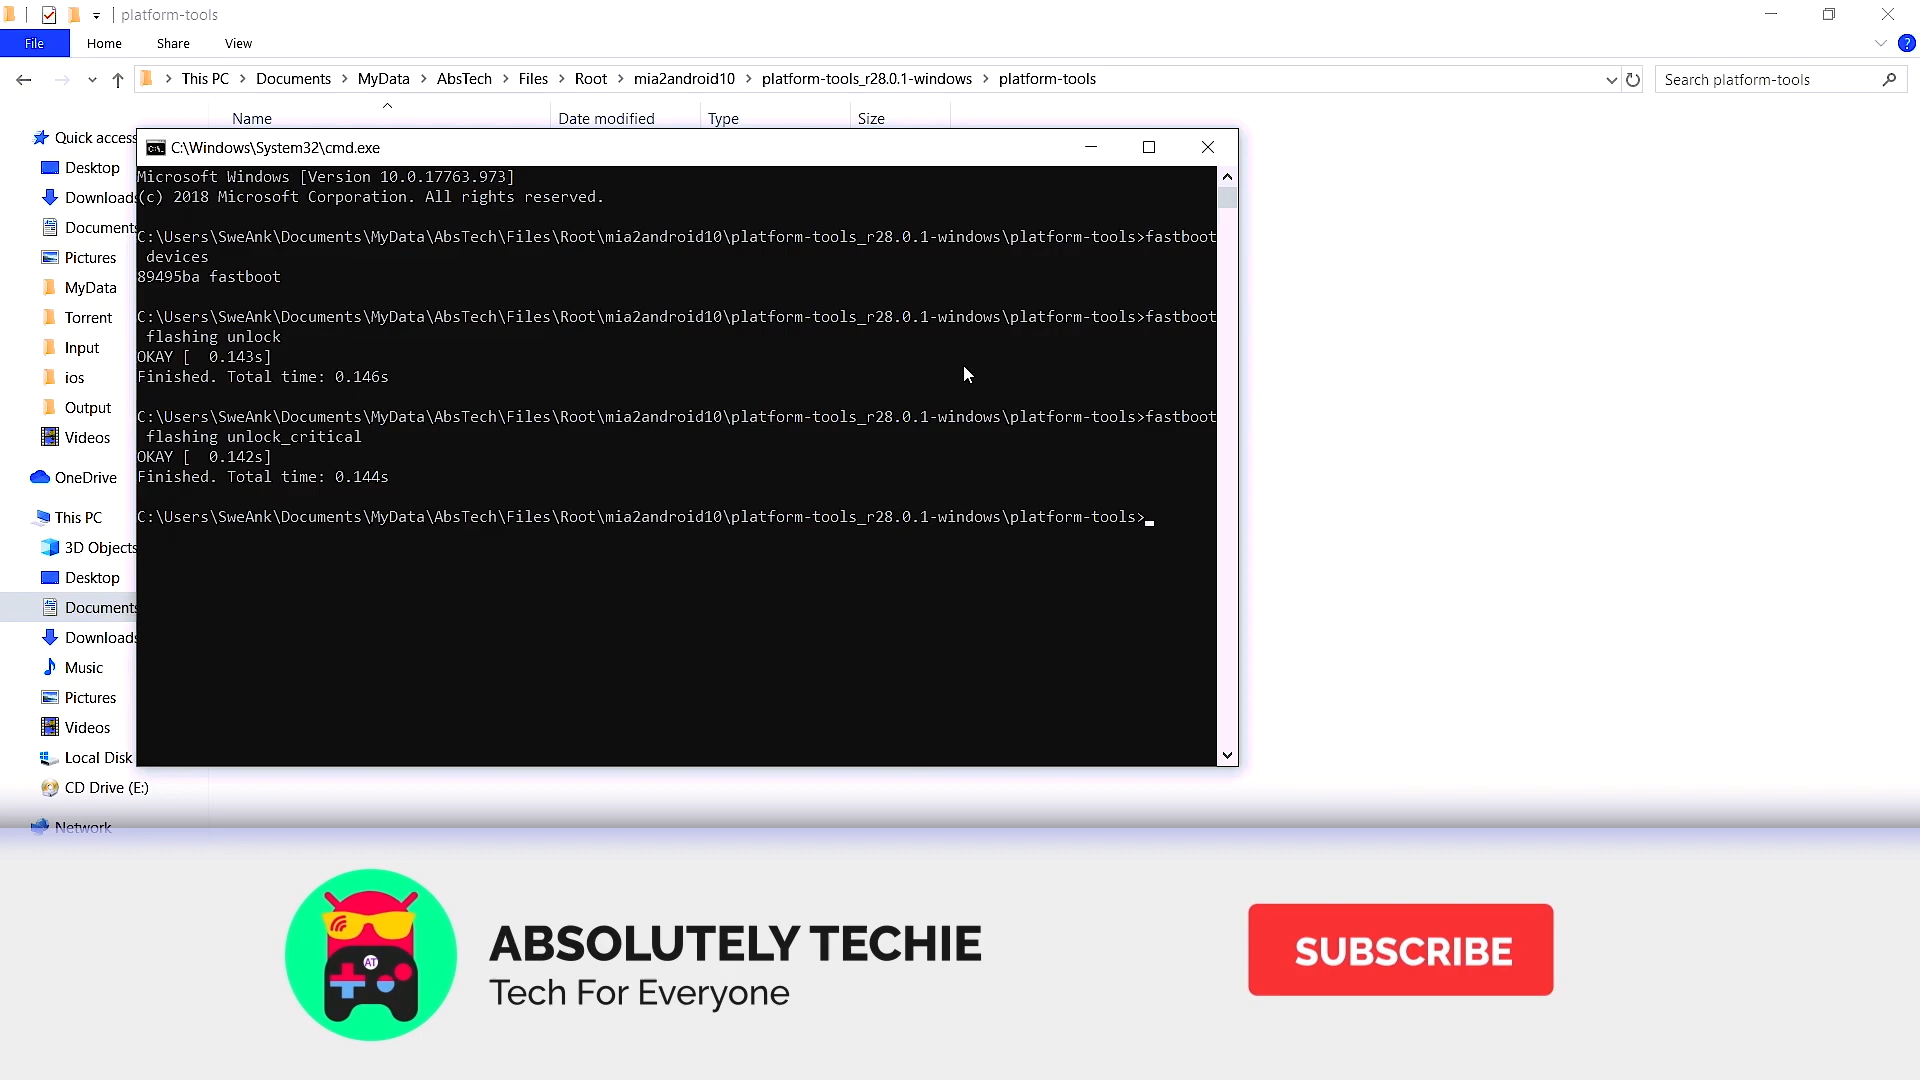 platform-tools
File Home Share View
This PC > Documents > MyData > AbsTech > Files > Root > mia2android10 > platform-tools_r28.0.1-windows > platform-tools
Search platform-tools
Name Date modified Type Size
Quick access
Desktop
Downloads
Documents
Pictures
MyData
Torrent
Input
ios
Output
Videos
OneDrive
This PC
3D Objects
Desktop
Documents
Downloads
Music
Pictures
Videos
Local Disk
CD Drive (E:)
Network
C:\Windows\System32\cmd.exe
Microsoft Windows [Version 10.0.17763.973]
(c) 2018 Microsoft Corporation. All rights reserved.
C:\Users\SweAnk\Documents\MyData\AbsTech\Files\Root\mia2android10\platform-tools_r28.0.1-windows\platform-tools>fastboot
devices
89495ba fastboot
C:\Users\SweAnk\Documents\MyData\AbsTech\Files\Root\mia2android10\platform-tools_r28.0.1-windows\platform-tools>fastboot
flashing unlock
OKAY [  0.143s]
Finished. Total time: 0.146s
C:\Users\SweAnk\Documents\MyData\AbsTech\Files\Root\mia2android10\platform-tools_r28.0.1-windows\platform-tools>fastboot
flashing unlock_critical
OKAY [  0.142s]
Finished. Total time: 0.144s
C:\Users\SweAnk\Documents\MyData\AbsTech\Files\Root\mia2android10\platform-tools_r28.0.1-windows\platform-tools>
AT
ABSOLUTELY TECHIE
Tech For Everyone
SUBSCRIBE